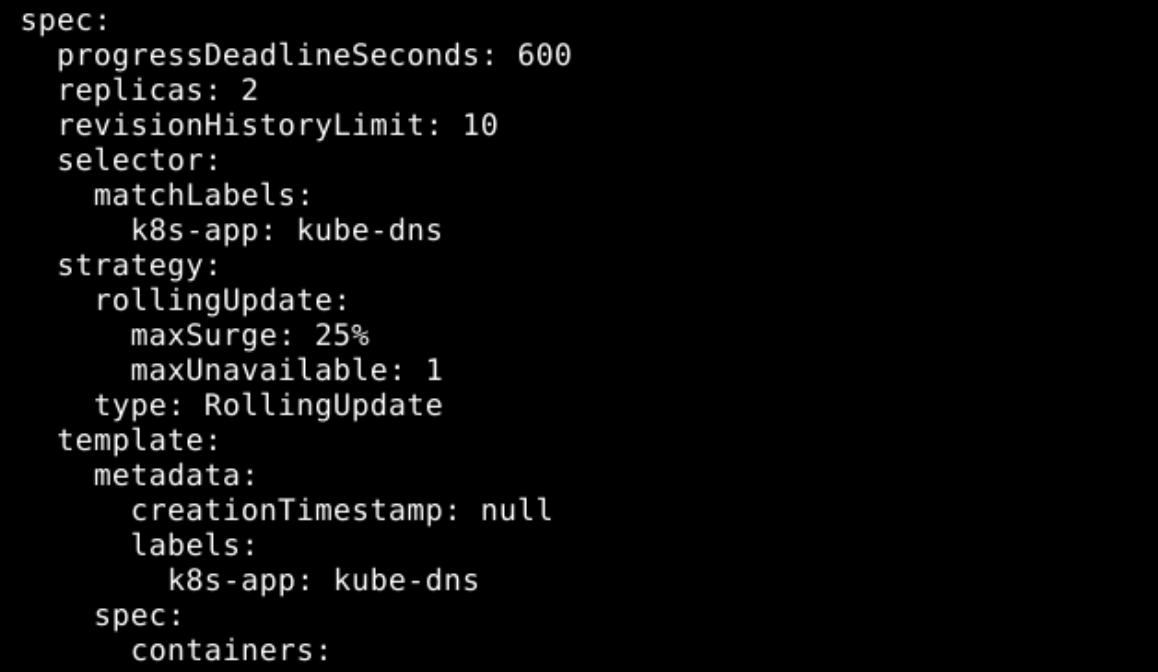 spec:
  progressDeadlineSeconds: 600
  replicas: 2
  revisionHistoryLimit: 10
  selector:
    matchLabels:
      k8s-app: kube-dns
  strategy:
    rollingUpdate:
      maxSurge: 25%
      maxUnavailable: 1
    type: RollingUpdate
  template:
    metadata:
      creationTimestamp: null
      labels:
        k8s-app: kube-dns
    spec:
      containers: